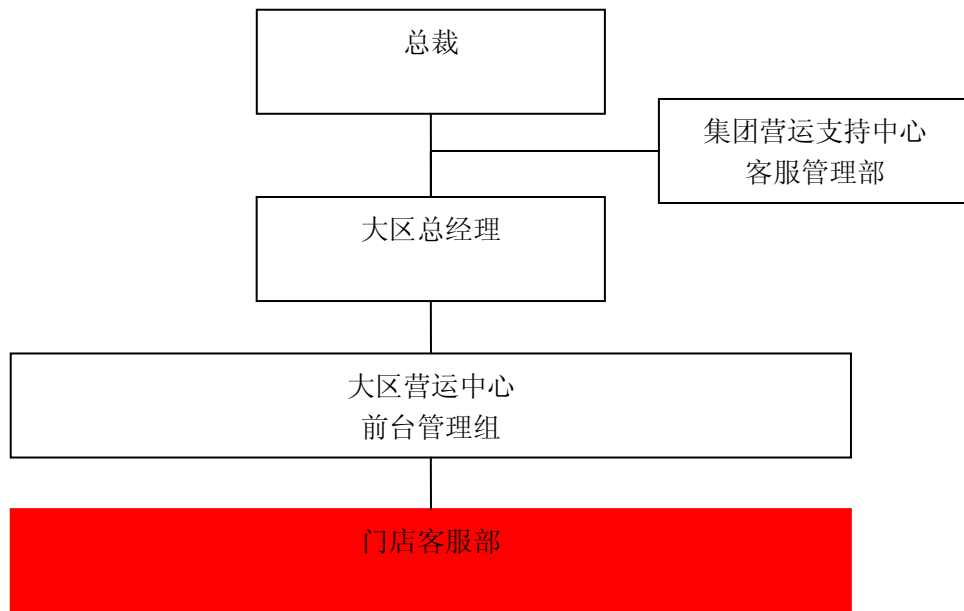 总裁
集团营运支持中心
客服管理部
大区总经理
大区营运中心
前台管理组
门店客服部